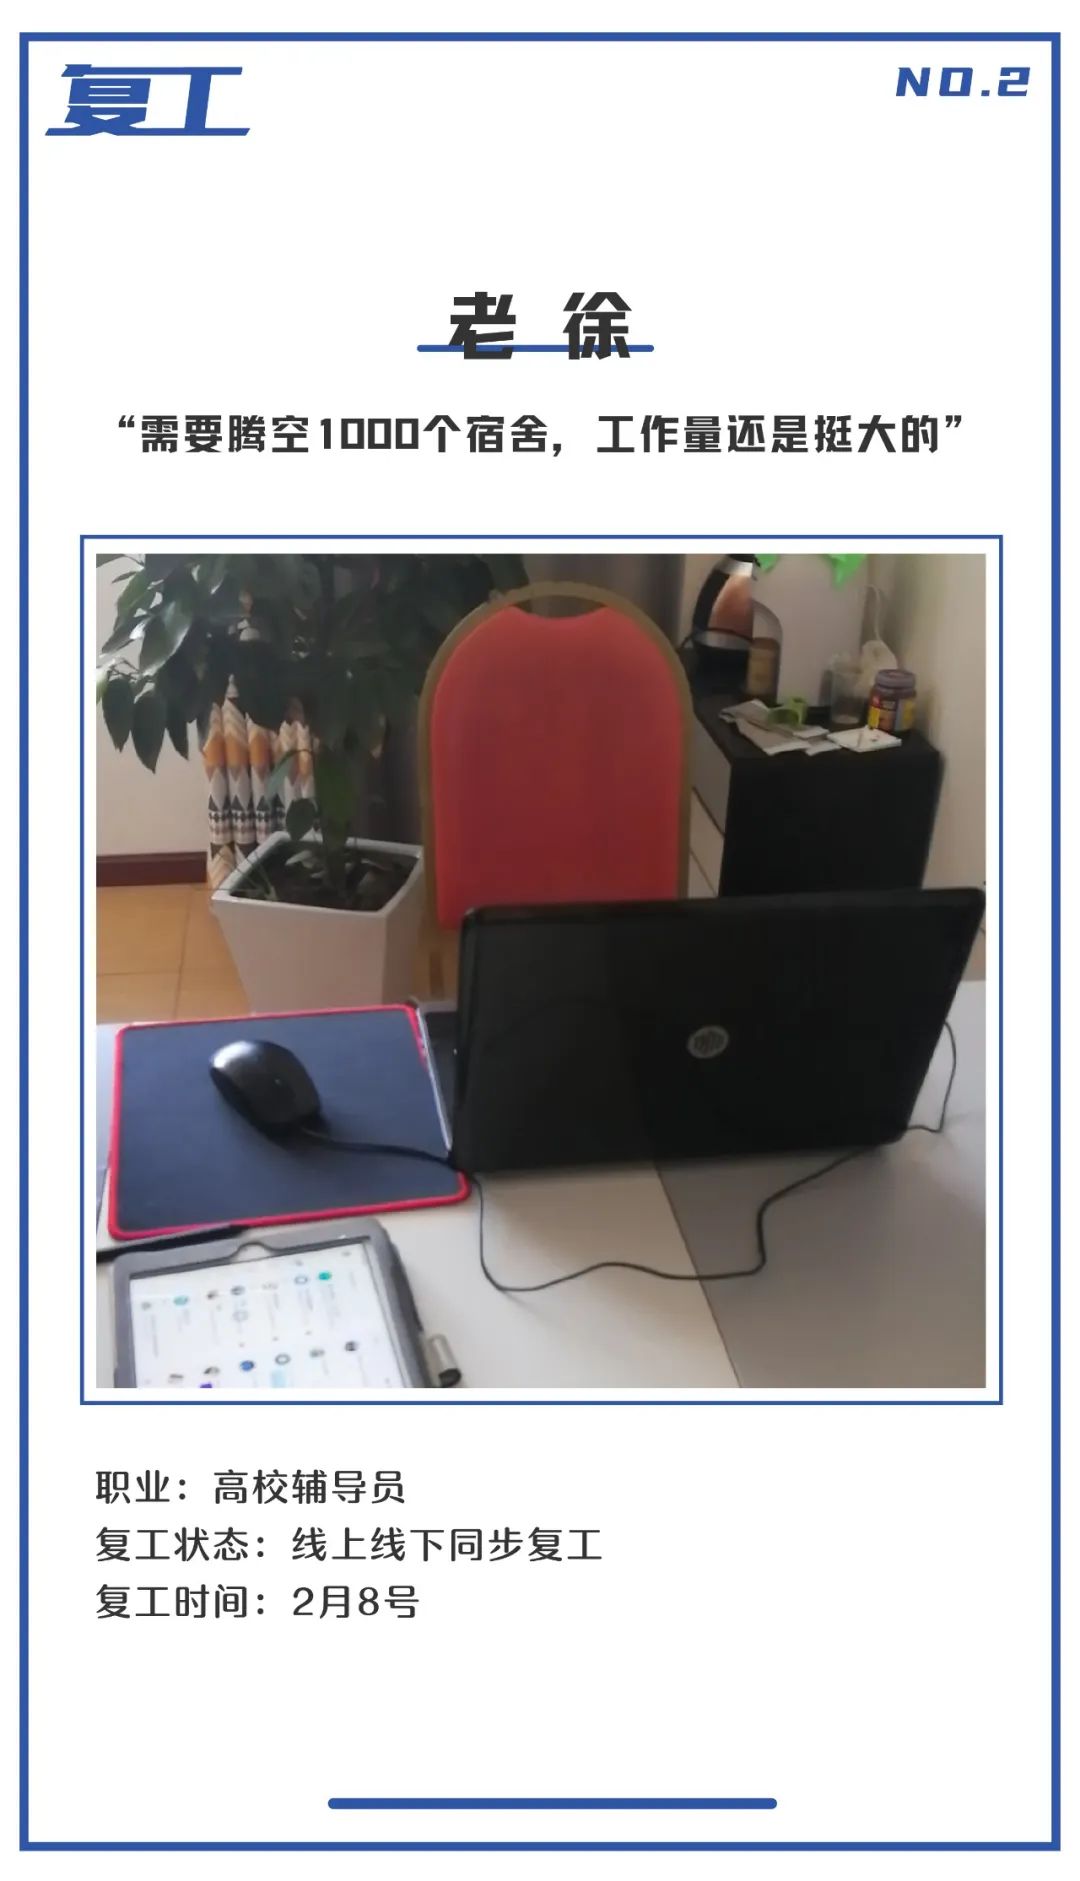 复工
NO.2
老 徐
“需要腾空1000个宿舍，工作量还是挺大的”
职业：高校辅导员
复工状态：线上线下同步复工
复工时间：2月8号